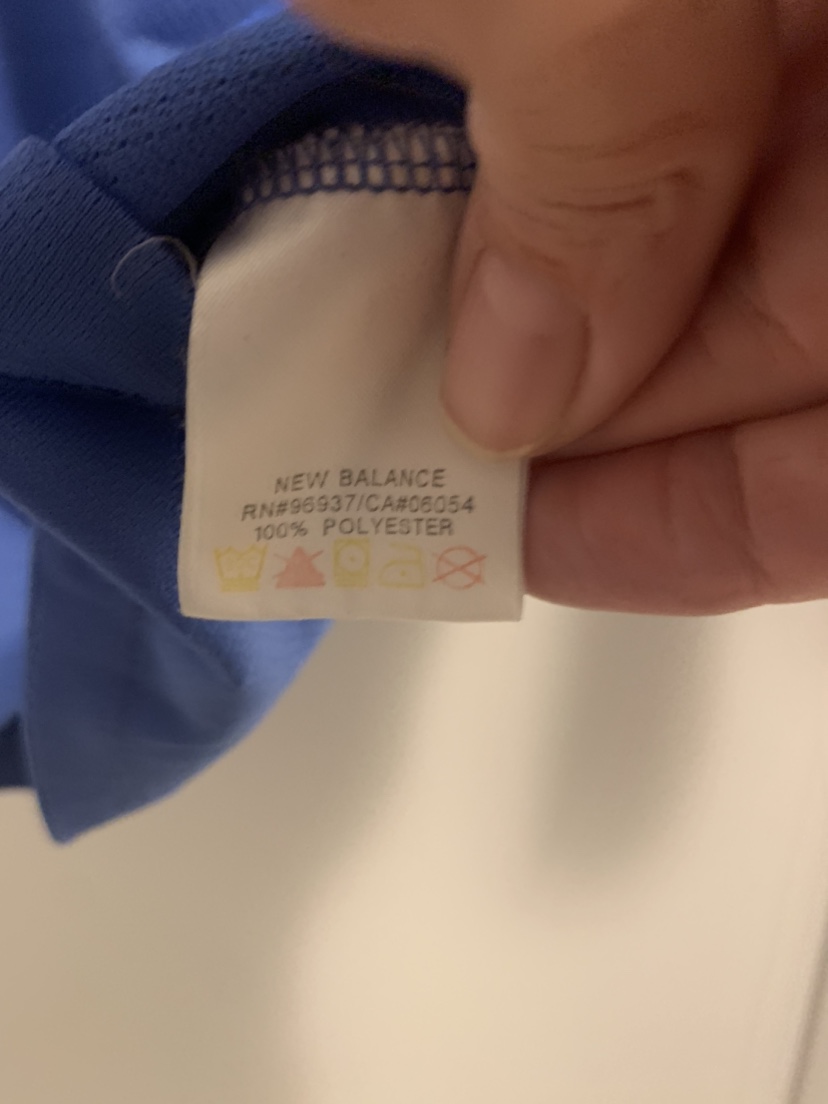 NEW BALANCE
RN#96937/CA#06054
100% POLYESTER